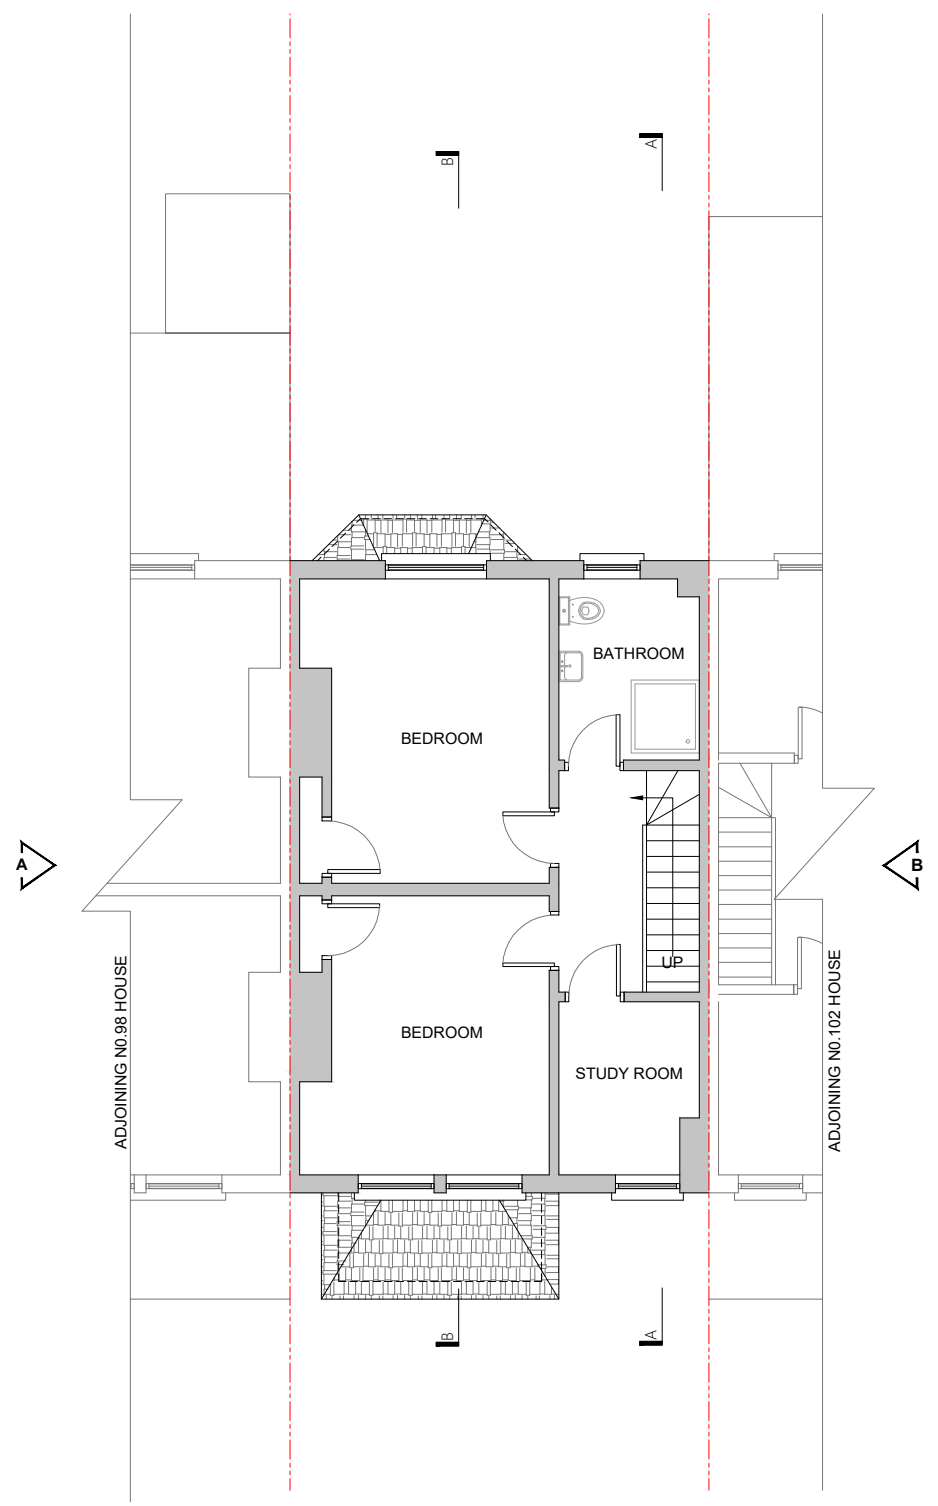 A
B
BATHROOM
BEDROOM
A
B
UP
ADJOINING N0.98 HOUSE
ADJOINING N0.102 HOUSE
BEDROOM
STUDY ROOM
A
B